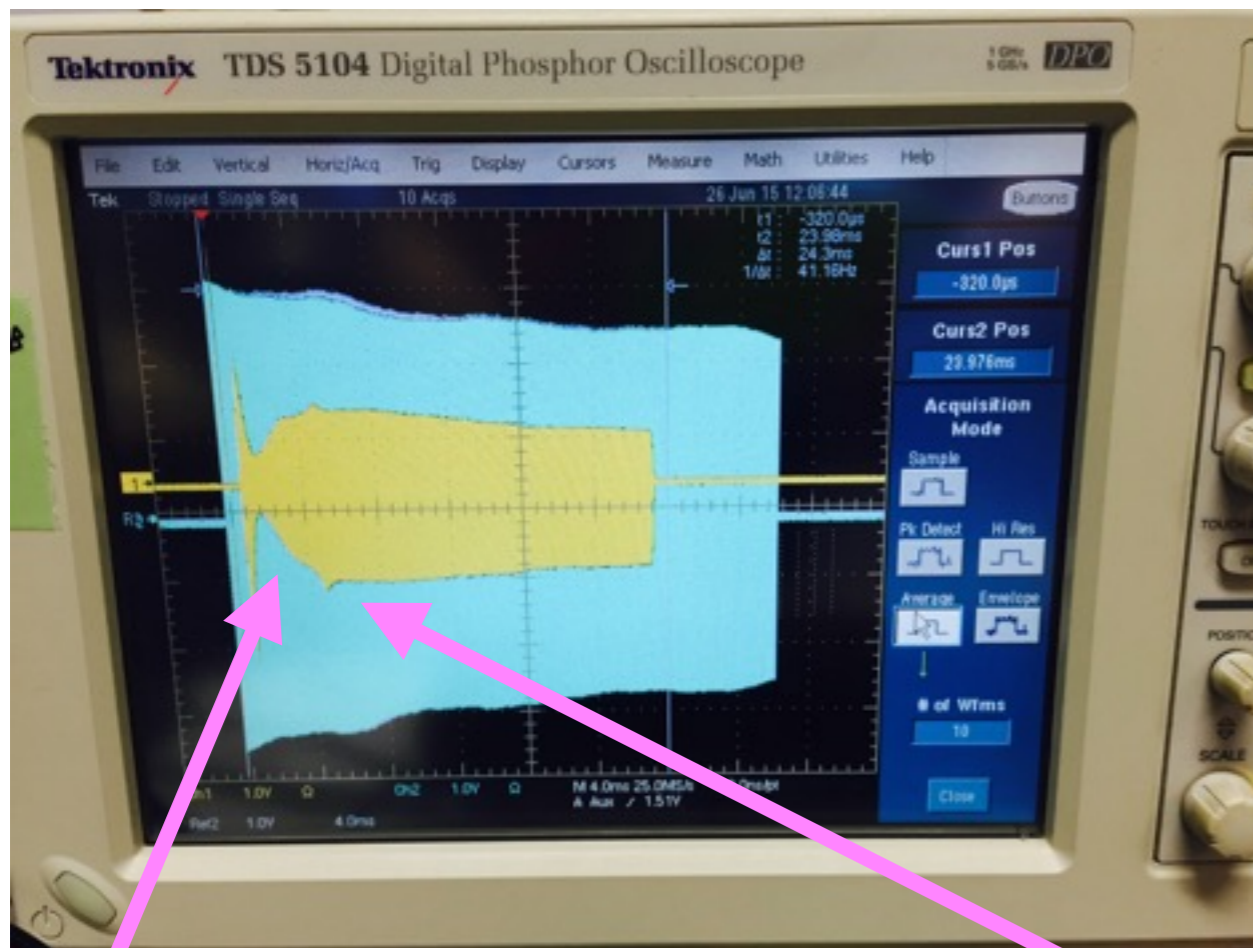 Tektronix TDS 5104 Digital Phosphor Oscilloscope
1 GHz
5 GS/s DPO
File Edit Vertical Horiz/Acq Trig Display Cursors Measure Math Utilities Help
Tek Stopped Single Seq 10 Acqs 26 Jun 15 12:06:44
Buttons
t1: -320.0µs
t2: 23.98ms
Δt: 24.3ms
1/Δt: 41.16Hz
Curs1 Pos
-320.0µs
Curs2 Pos
23.976ms
Acquisition
Mode
Sample
Pk Detect Hi Res
Average Envelope
# of Wfms
10
Close
1
Ch1 1.0V Ω Ch2 1.0V Ω M 4.0ms 25.0MS/s
A Aux 1.51V
Ref2 1.0V 4.0ms
POSITIO
SCALE